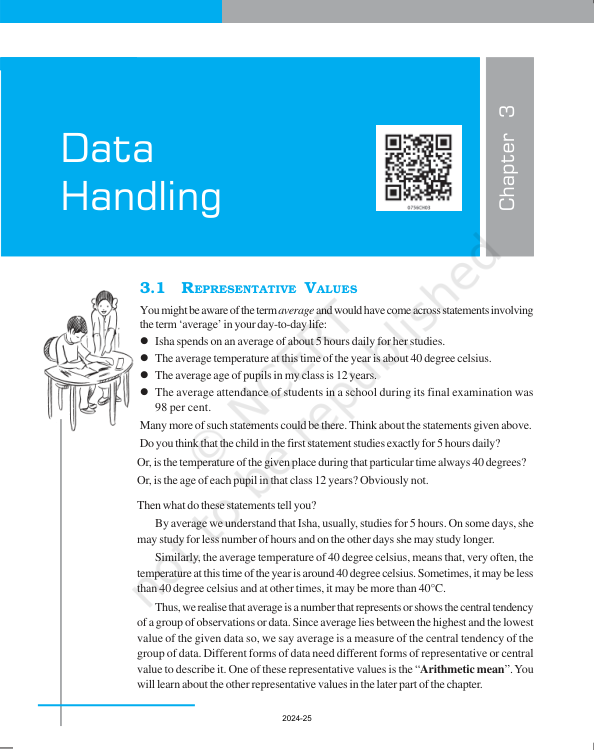 Data
Handling
0756CH03
Chapter 3
3.1 REPRESENTATIVE VALUES
You might be aware of the term average and would have come across statements involving
the term ‘average’ in your day-to-day life:
● Isha spends on an average of about 5 hours daily for her studies.
● The average temperature at this time of the year is about 40 degree celsius.
● The average age of pupils in my class is 12 years.
● The average attendance of students in a school during its final examination was
98 per cent.
Many more of such statements could be there. Think about the statements given above.
Do you think that the child in the first statement studies exactly for 5 hours daily?
Or, is the temperature of the given place during that particular time always 40 degrees?
Or, is the age of each pupil in that class 12 years? Obviously not.
Then what do these statements tell you?
By average we understand that Isha, usually, studies for 5 hours. On some days, she
may study for less number of hours and on the other days she may study longer.
Similarly, the average temperature of 40 degree celsius, means that, very often, the
temperature at this time of the year is around 40 degree celsius. Sometimes, it may be less
than 40 degree celsius and at other times, it may be more than 40°C.
Thus, we realise that average is a number that represents or shows the central tendency
of a group of observations or data. Since average lies between the highest and the lowest
value of the given data so, we say average is a measure of the central tendency of the
group of data. Different forms of data need different forms of representative or central
value to describe it. One of these representative values is the “Arithmetic mean”. You
will learn about the other representative values in the later part of the chapter.
© NCERT
not to be republished
2024-25